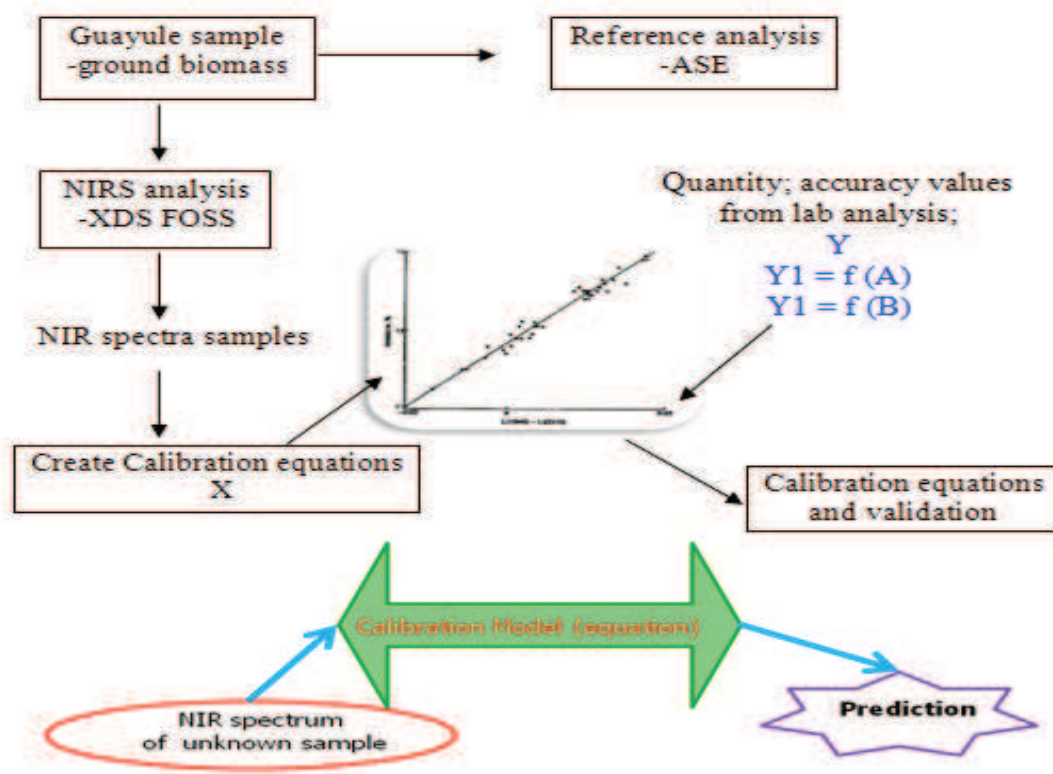 Guayule sample
-ground biomass
Reference analysis
-ASE
NIRS analysis
-XDS FOSS
Quantity; accuracy values
from lab analysis;
Y
Y1 = f (A)
Y1 = f (B)
NIR spectra samples
Create Calibration equations
X
Calibration equations
and validation
Calibration Model (equation)
NIR spectrum
of unknown sample
Prediction